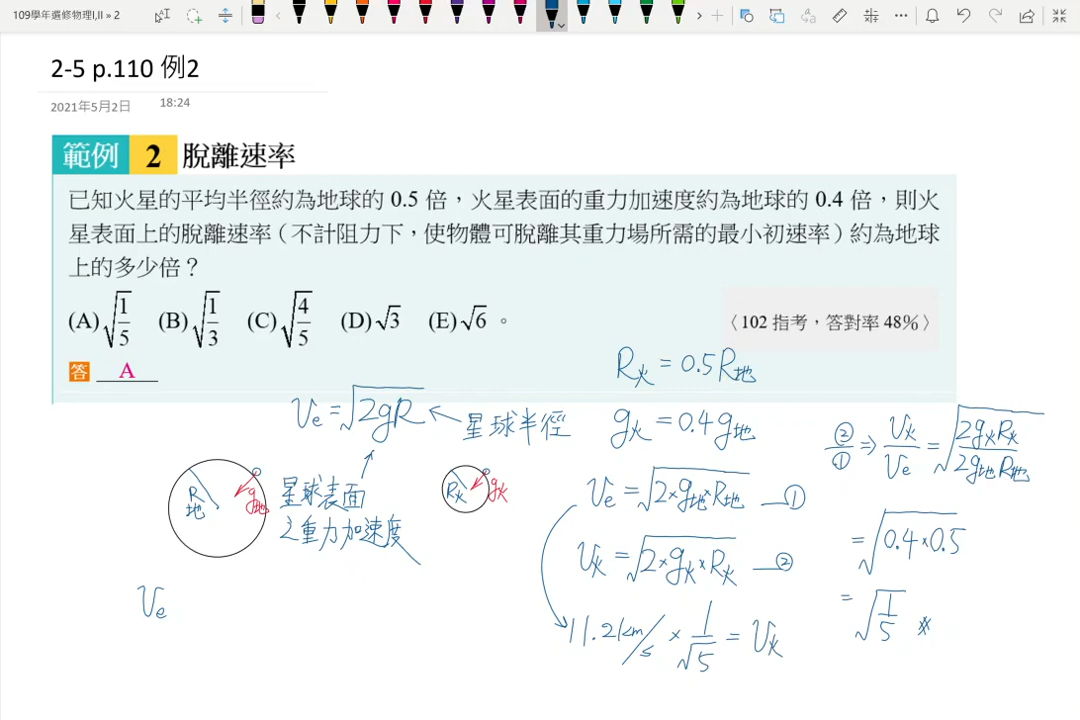 109學年選修物理I,II » 2
2-5 p.110 例2
2021年5月2日 18:24
範例 2 脫離速率
已知火星的平均半徑約為地球的 0.5 倍，火星表面的重力加速度約為地球的 0.4 倍，則火
星表面上的脫離速率（不計阻力下，使物體可脫離其重力場所需的最小初速率）約為地球
上的多少倍？
(A)√(1/5) (B)√(1/3) (C)√(4/5) (D)√3 (E)√6 。
〈102 指考，答對率 48%〉
答 A
R火 = 0.5 R地
Ve = √(2gR) ← 星球半徑
g火 = 0.4 g地
星球表面
之重力加速度
R地 g地
R火 g火
Ve = √(2×g地×R地) —①
V火 = √(2×g火×R火) —②
11.2 km/s × 1/√5 = V火
②/① ⇒ V火/Ve = √(2g火R火/2g地R地)
= √(0.4×0.5)
= √(1/5) ※
Ve